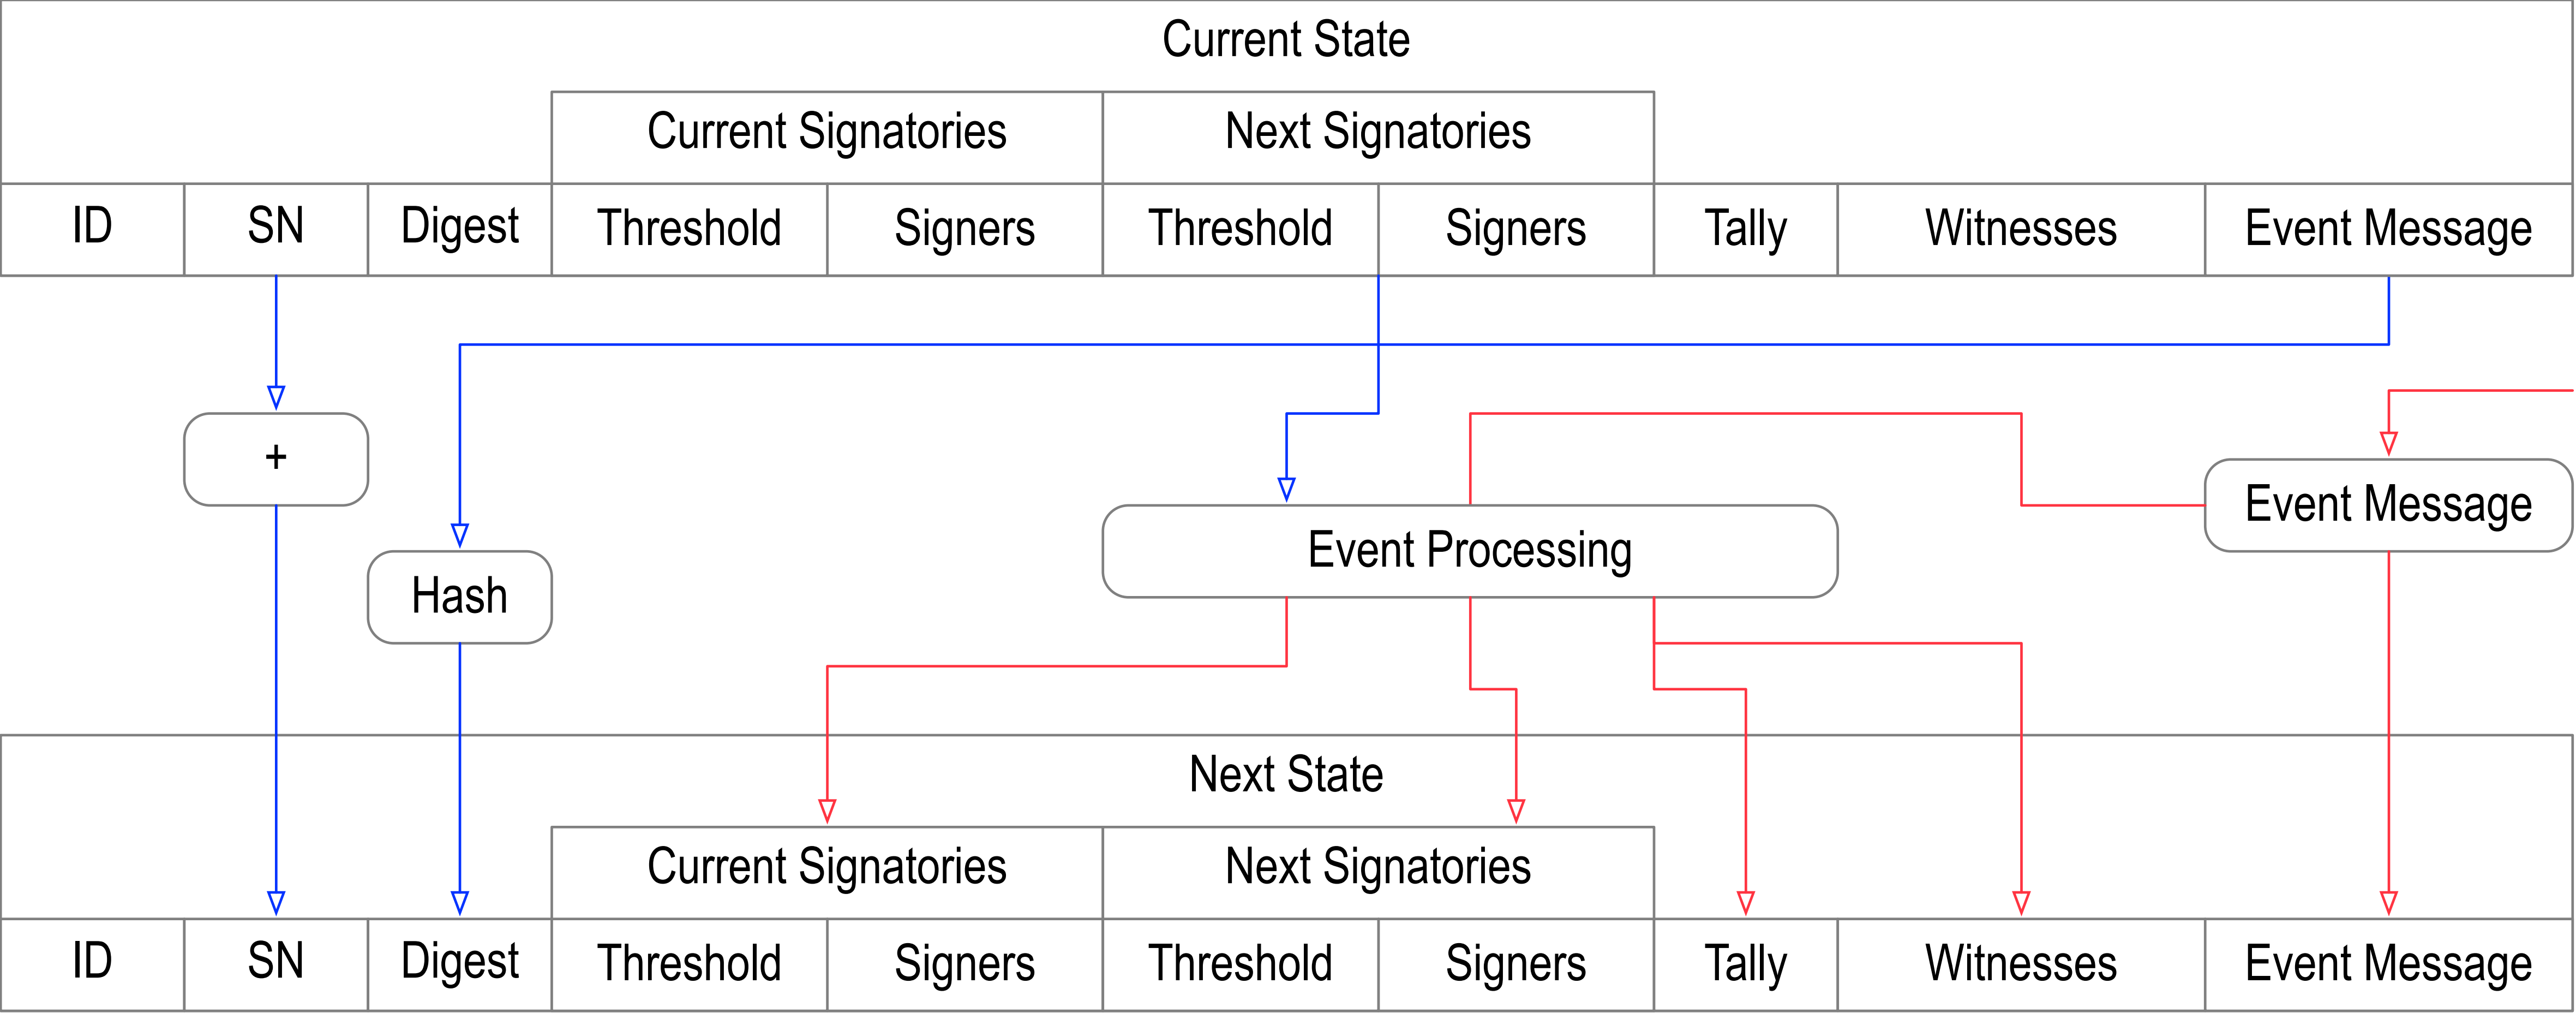 Current State
Current Signatories Next Signatories
ID SN Digest Threshold Signers Threshold Signers Tally Witnesses Event Message
+
Event Message
Event Processing
Hash
Next State
Current Signatories Next Signatories
ID SN Digest Threshold Signers Threshold Signers Tally Witnesses Event Message